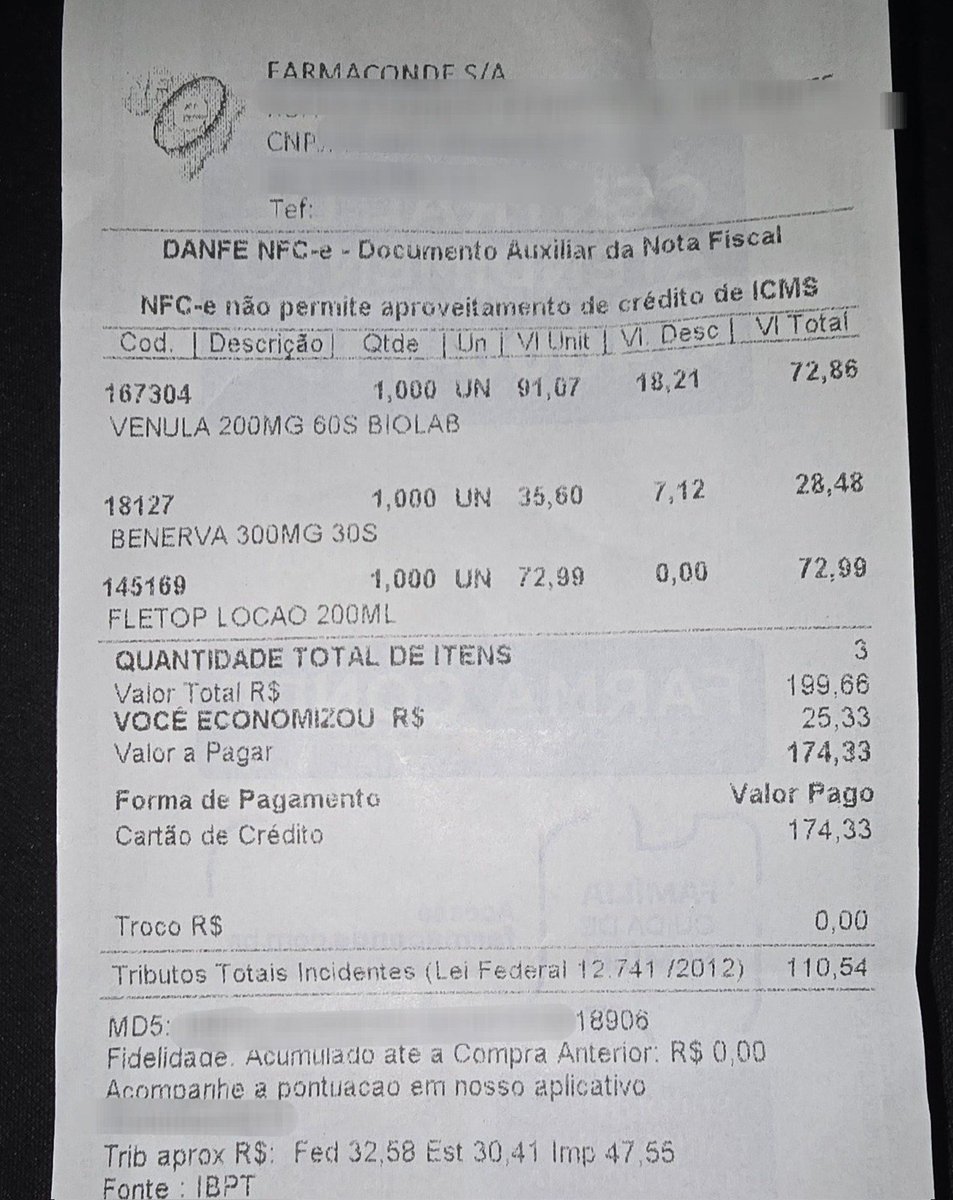 FARMACONDE S/A
CNP
Tef:
DANFE NFC-e - Documento Auxiliar da Nota Fiscal
NFC-e não permite aproveitamento de crédito de ICMS
Cod. | Descrição | Qtde | Un | Vl Unit | Vl. Desc | Vl Total
167304 1,000 UN 91,07 18,21 72,86
VENULA 200MG 60S BIOLAB
18127 1,000 UN 35,60 7,12 28,48
BENERVA 300MG 30S
145169 1,000 UN 72,99 0,00 72,99
FLETOP LOCAO 200ML
QUANTIDADE TOTAL DE ITENS 3
Valor Total R$ 199,66
VOCÊ ECONOMIZOU R$ 25,33
Valor a Pagar 174,33
Forma de Pagamento Valor Pago
Cartão de Crédito 174,33
Troco R$ 0,00
Tributos Totais Incidentes (Lei Federal 12.741 /2012) 110,54
MD5: 18906
Fidelidade. Acumulado ate a Compra Anterior: R$ 0,00
Acompanhe a pontuacao em nosso aplicativo
Trib aprox R$: Fed 32,58 Est 30,41 Imp 47,55
Fonte : IBPT